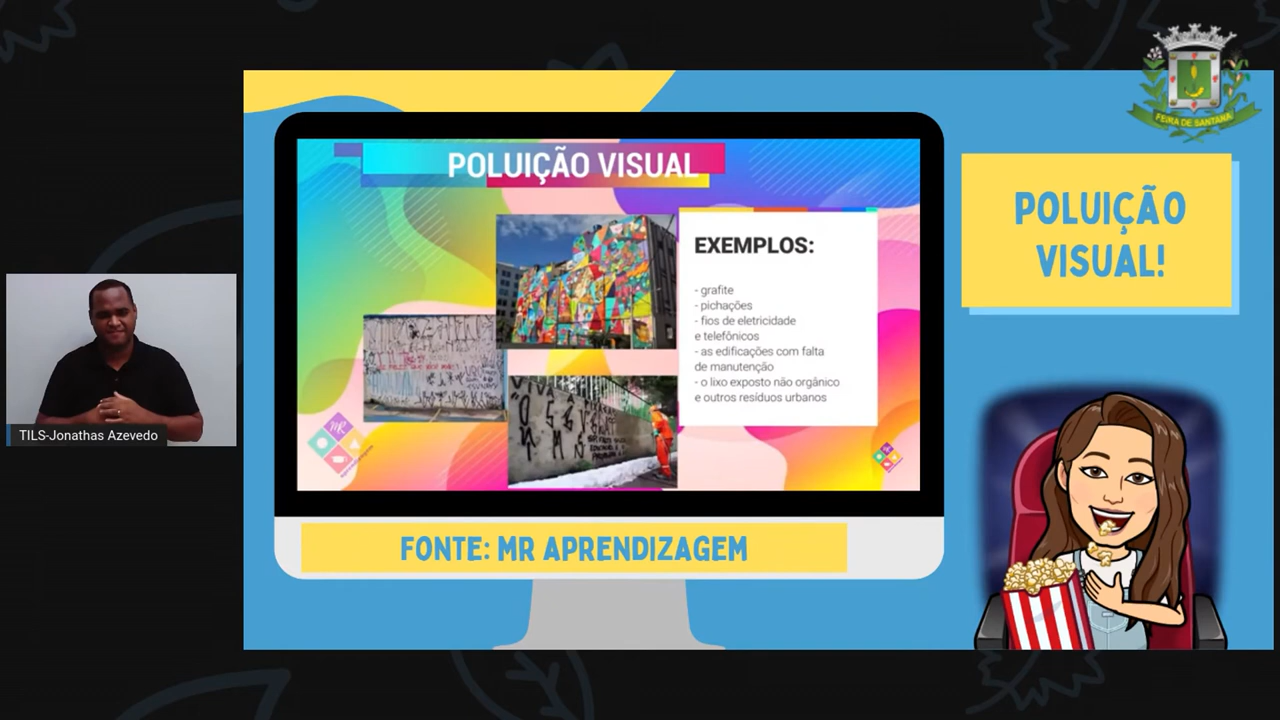 FEIRA DE SANTANA
POLUIÇÃO VISUAL
EXEMPLOS:
- grafite
- pichações
- fios de eletricidade
e telefônicos
- as edificações com falta
de manutenção
- o lixo exposto não orgânico
e outros resíduos urbanos
POLUIÇÃO
VISUAL!
TILS-Jonathas Azevedo
FONTE: MR APRENDIZAGEM